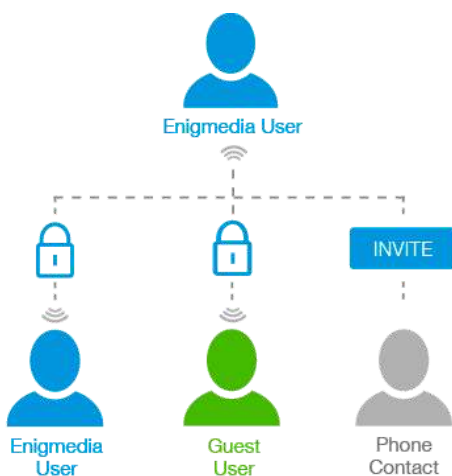 Enigmedia User
INVITE
Enigmedia
User
Guest
User
Phone
Contact